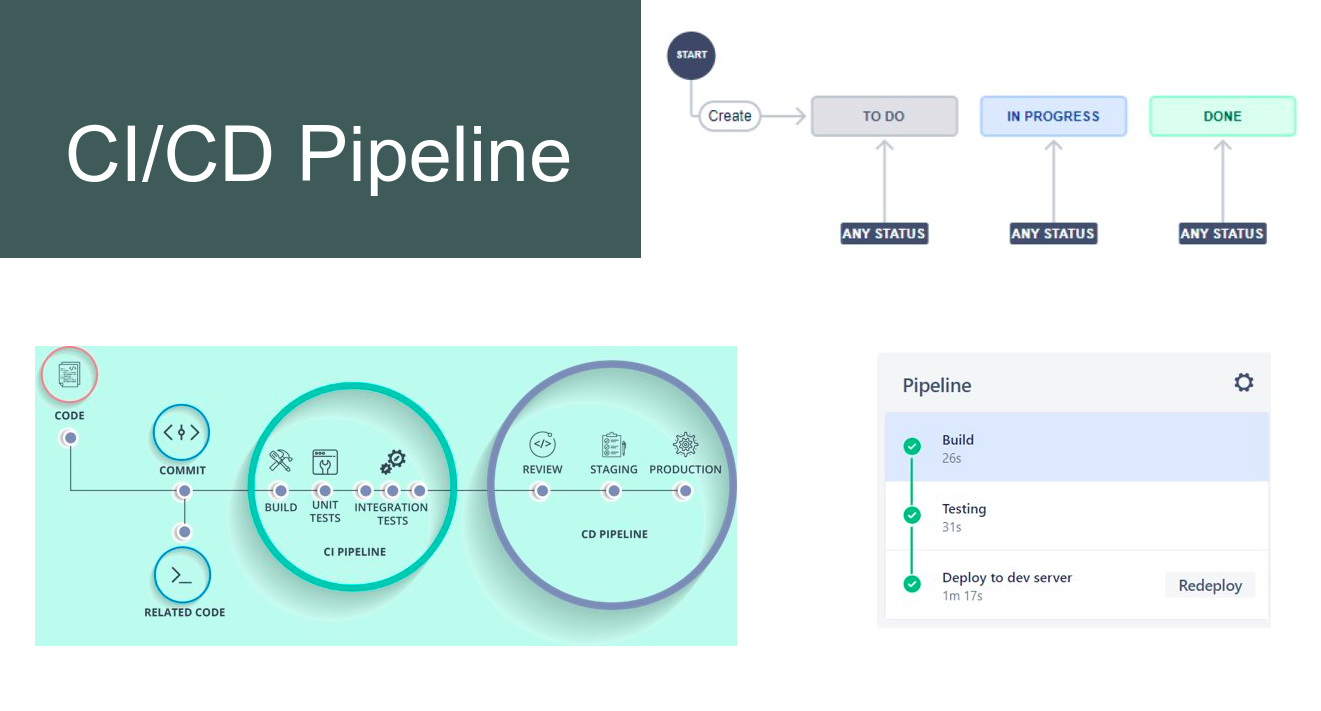 CI/CD Pipeline
START
Create
TO DO
IN PROGRESS
DONE
ANY STATUS
ANY STATUS
ANY STATUS
CODE
COMMIT
RELATED CODE
BUILD
UNIT
TESTS
INTEGRATION
TESTS
CI PIPELINE
REVIEW
STAGING
PRODUCTION
CD PIPELINE
Pipeline
Build
26s
Testing
31s
Deploy to dev server
1m 17s
Redeploy